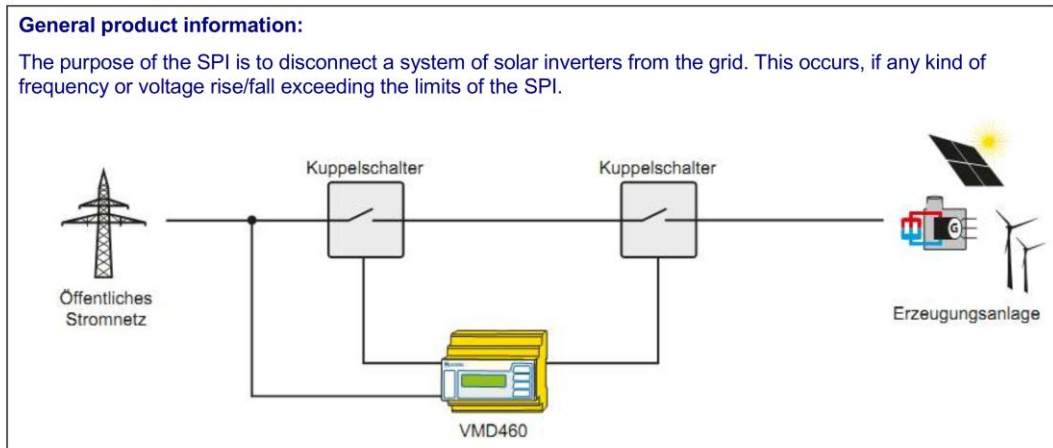 General product information:
The purpose of the SPI is to disconnect a system of solar inverters from the grid. This occurs, if any kind of
frequency or voltage rise/fall exceeding the limits of the SPI.
Kuppelschalter
Kuppelschalter
G
Öffentliches
Stromnetz
Erzeugungsanlage
VMD460